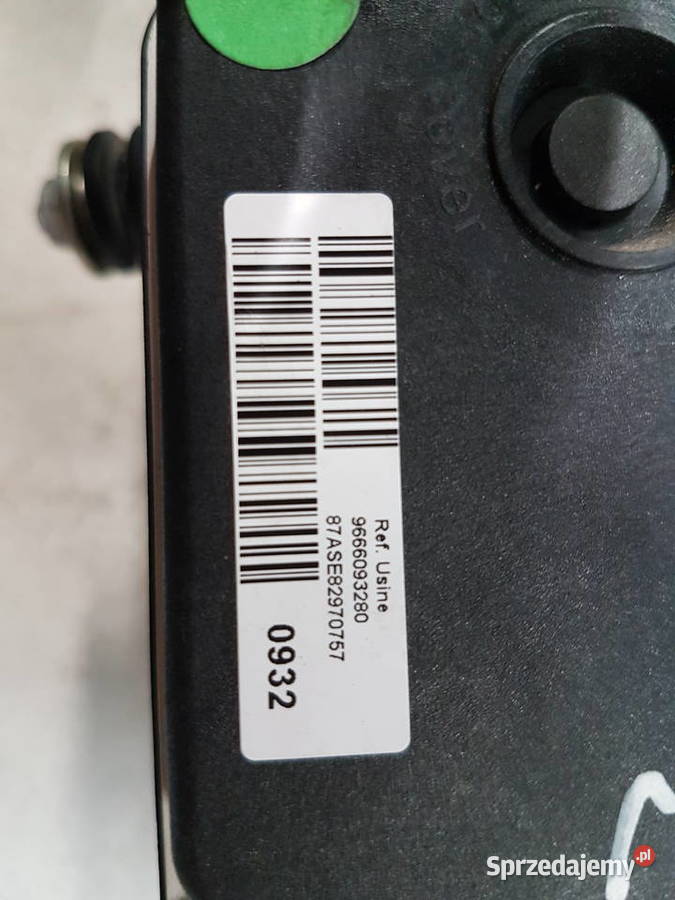 Ref. Usine
9666093280
87ASE82970757
0932
Sprzedajemy.pl